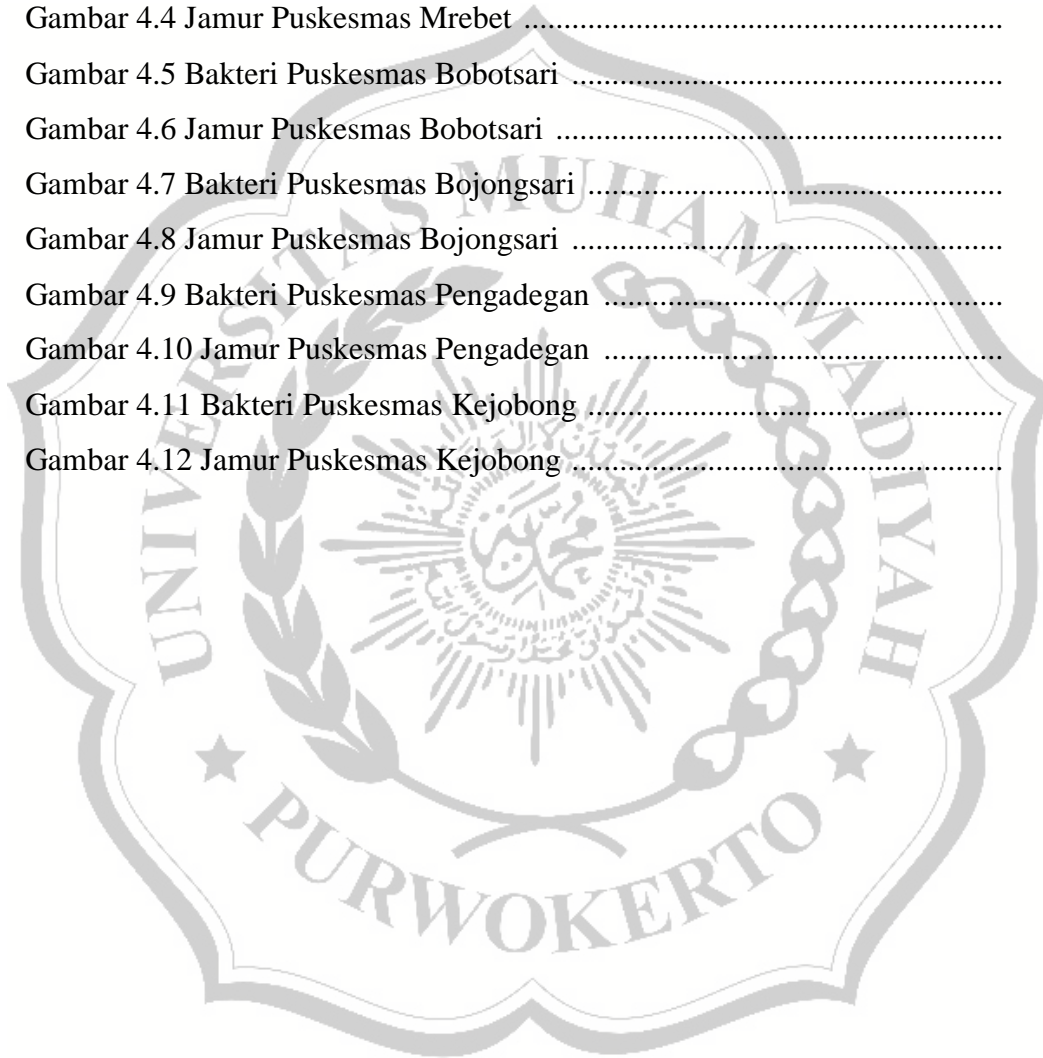 Gambar 4.4 Jamur Puskesmas Mrebet ................................................................
Gambar 4.5 Bakteri Puskesmas Bobotsari ..........................................................
Gambar 4.6 Jamur Puskesmas Bobotsari ............................................................
Gambar 4.7 Bakteri Puskesmas Bojongsari ........................................................
Gambar 4.8 Jamur Puskesmas Bojongsari ..........................................................
Gambar 4.9 Bakteri Puskesmas Pengadegan ......................................................
Gambar 4.10 Jamur Puskesmas Pengadegan ......................................................
Gambar 4.11 Bakteri Puskesmas Kejobong ........................................................
Gambar 4.12 Jamur Puskesmas Kejobong ..........................................................
UNIVERSITAS MUHAMMADIYAH
PURWOKERTO